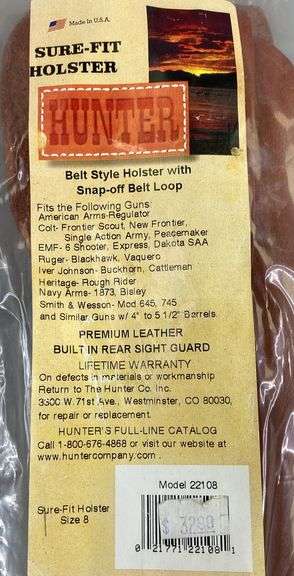 Made in U.S.A.
SURE-FIT
HOLSTER
HUNTER
Belt Style Holster with
Snap-off Belt Loop
Fits the Following Guns
American Arms-Regulator
Colt- Frontier Scout, New Frontier,
Single Action Army, Peacemaker
EMF- 6 Shooter, Express, Dakota SAA
Ruger- Blackhawk, Vaquero
Iver Johnson- Buckhorn, Cattleman
Heritage- Rough Rider
Navy Arms- 1873, Bisley
Smith & Wesson- Mod 645, 745
and Similar Guns w/ 4" to 5 1/2" Barrels.
PREMIUM LEATHER
BUILT IN REAR SIGHT GUARD
LIFETIME WARRANTY
On defects in materials or workmanship
Return to The Hunter Co. Inc.
3300 W. 71st Ave., Westminster, CO 80030,
for repair or replacement.
HUNTER'S FULL-LINE CATALOG
Call 1-800-676-4868 or visit our website at
www.huntercompany.com .
Model 22108
Sure-Fit Holster
Size 8
$
0 21771 22108 1